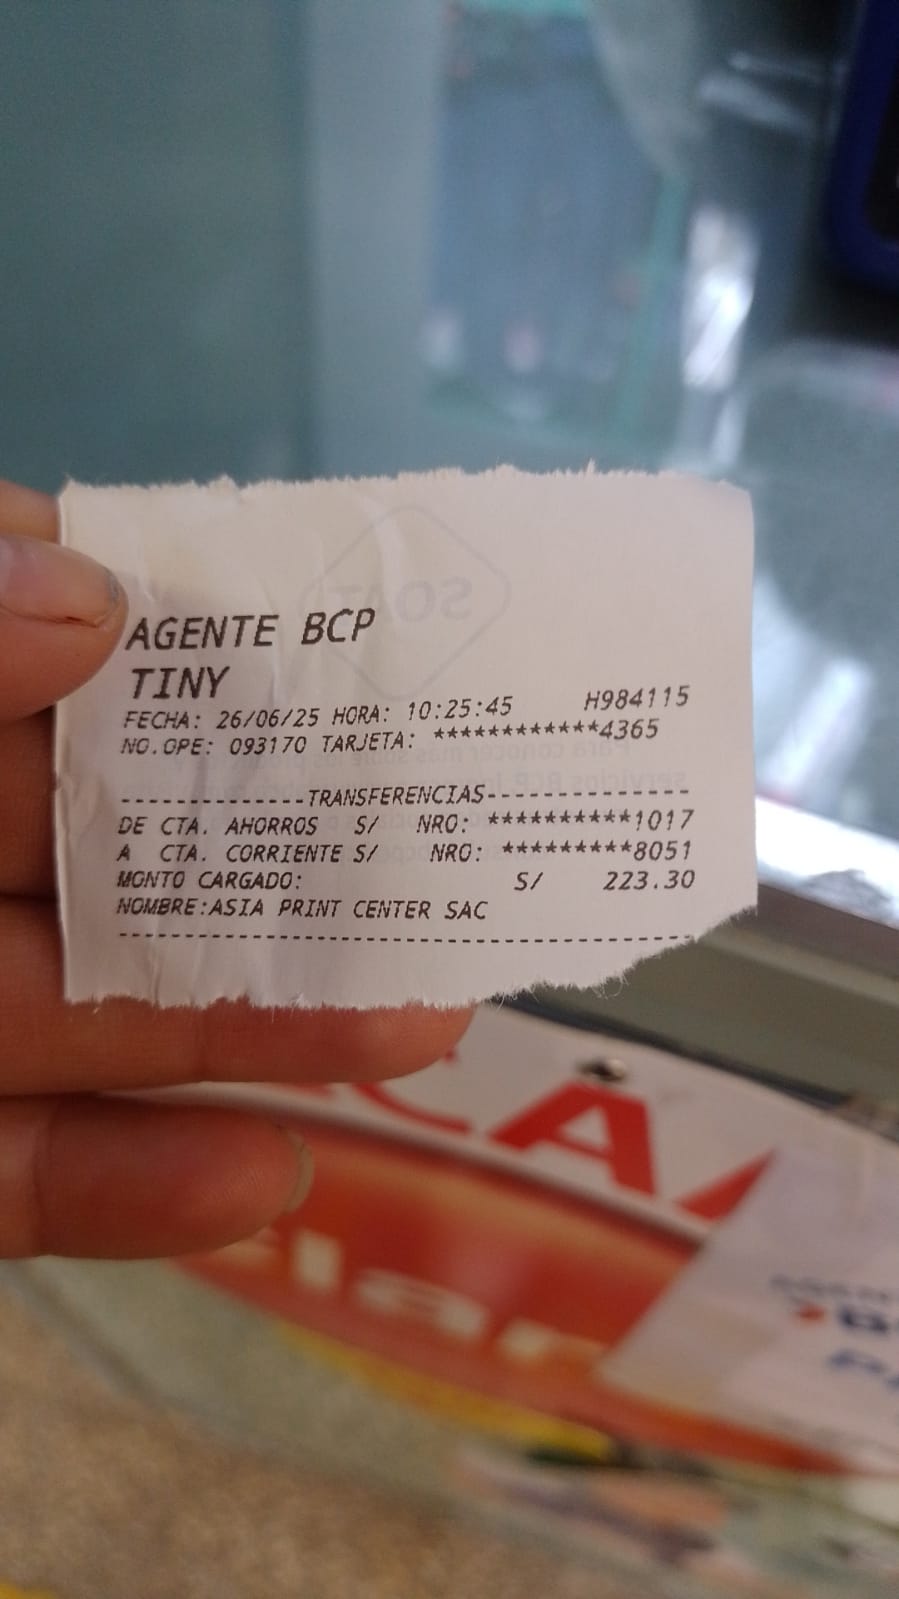 AGENTE BCP
TINY
FECHA: 26/06/25 HORA: 10:25:45 H984115
NO.OPE: 093170 TARJETA: ************4365
-------------TRANSFERENCIAS--------------
DE CTA. AHORROS S/ NRO: **********1017
A CTA. CORRIENTE S/ NRO: *********8051
MONTO CARGADO: S/ 223.30
NOMBRE:ASIA PRINT CENTER SAC
-----------------------------------------